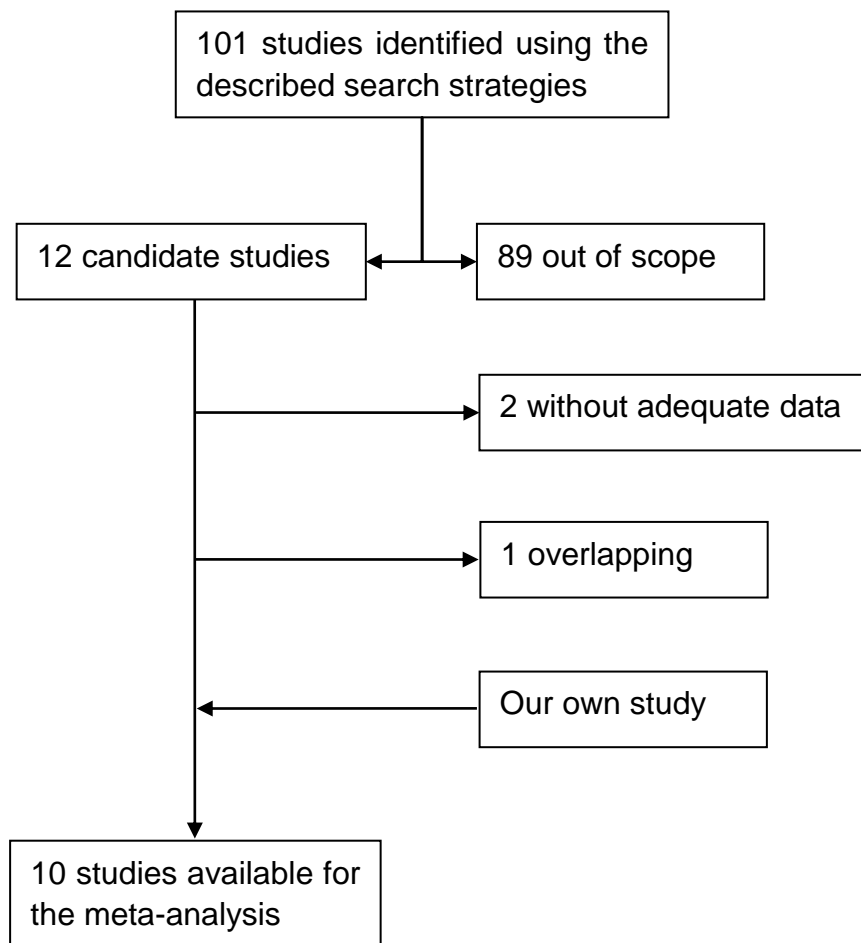 101 studies identified using the
described search strategies
12 candidate studies
89 out of scope
2 without adequate data
1 overlapping
Our own study
10 studies available for
the meta-analysis